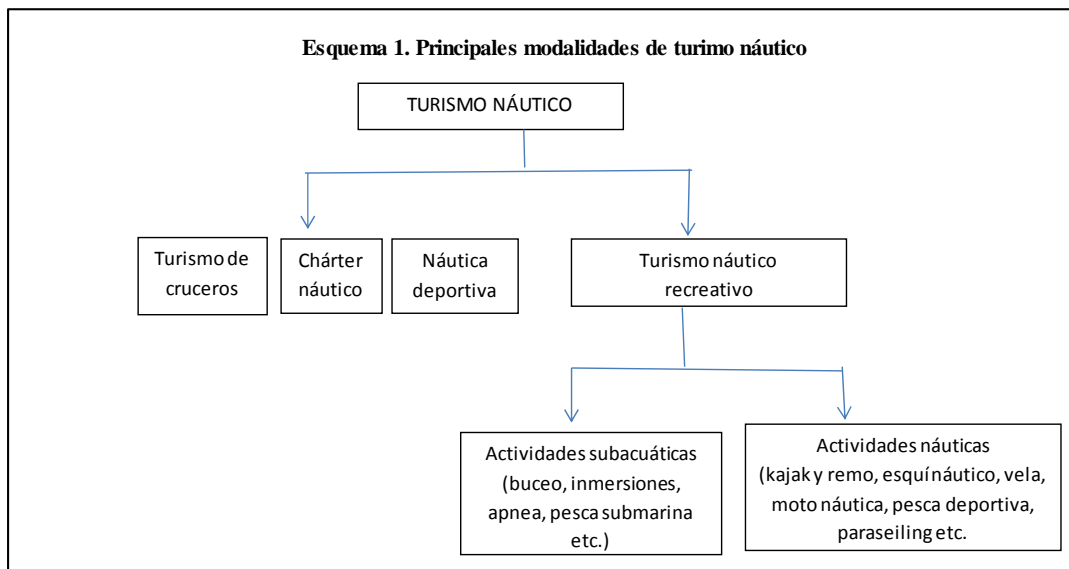 Esquema 1. Principales modalidades de turimo náutico
TURISMO NÁUTICO
Turismo de
cruceros
Chárter
náutico
Náutica
deportiva
Turismo náutico
recreativo
Actividades subacuáticas
(buceo, inmersiones,
apnea, pesca submarina
etc.)
Actividades náuticas
(kajak y remo, esquí náutico, vela,
moto náutica, pesca deportiva,
paraseiling etc.